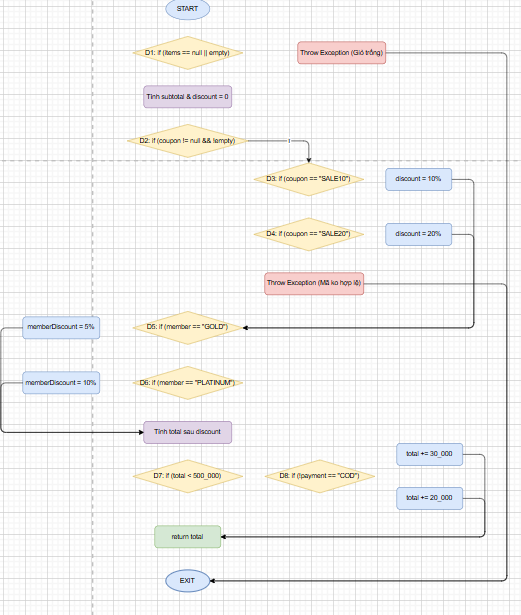 START
D1: if (items == null || empty)
Throw Exception (Giỏ trống)
Tính subtotal & discount = 0
D2: if (coupon != null && !empty)
D3: if (coupon == "SALE10")
discount = 10%
D4: if (coupon == "SALE20")
discount = 20%
Throw Exception (Mã ko hợp lệ)
memberDiscount = 5%
D5: if (member == "GOLD")
memberDiscount = 10%
D6: if (member == "PLATINUM")
Tính total sau discount
total += 30_000
D7: if (total < 500_000)
D8: if (!payment == "COD")
total += 20_000
return total
EXIT